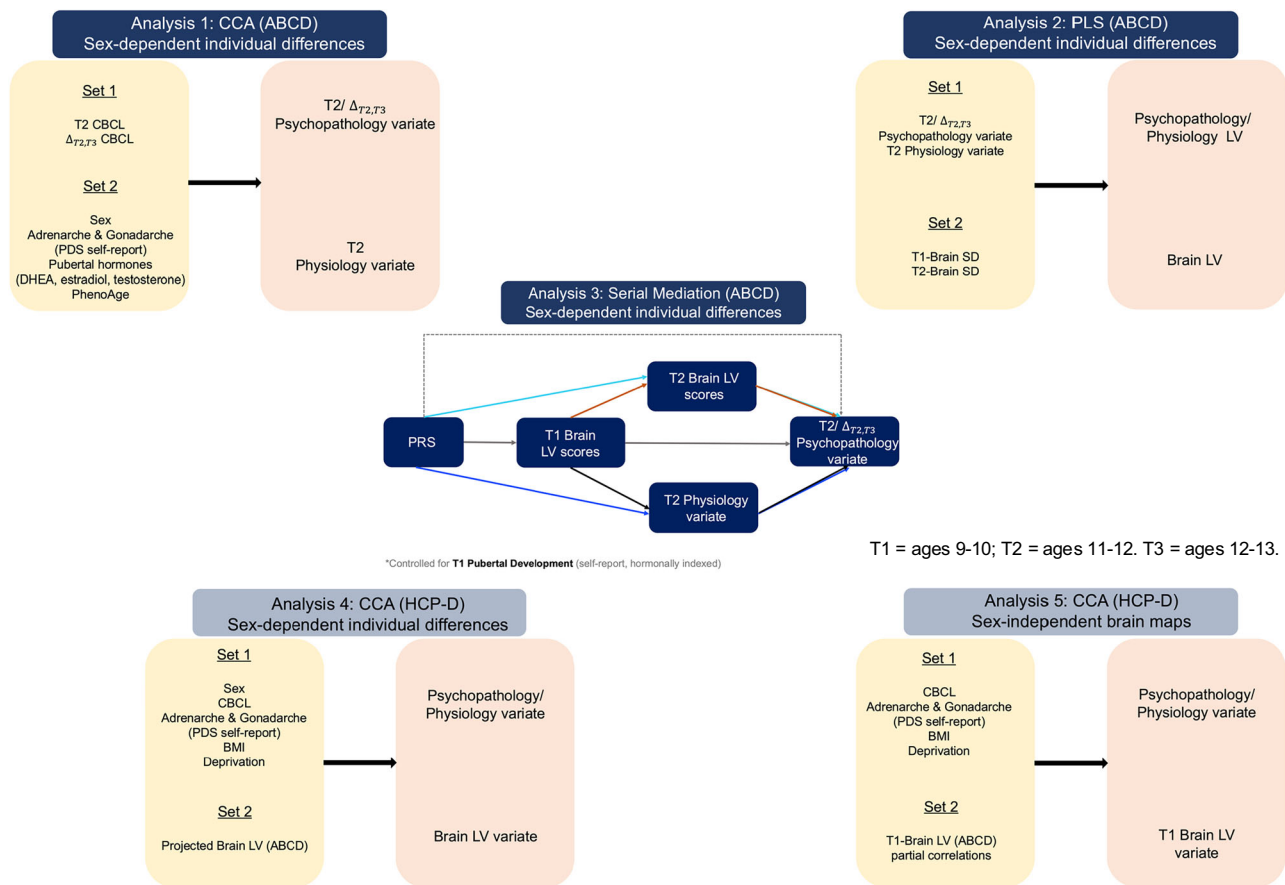 Analysis 1: CCA (ABCD)
Sex-dependent individual differences
Set 1
T2 CBCL
Δ_{T2,T3} CBCL
Set 2
Sex
Adrenarche & Gonadarche
(PDS self-report)
Pubertal hormones
(DHEA, estradiol, testosterone)
PhenoAge
T2/ Δ_{T2,T3}
Psychopathology variate
T2
Physiology variate
Analysis 2: PLS (ABCD)
Sex-dependent individual differences
Set 1
T2/ Δ_{T2,T3}
Psychopathology variate
T2 Physiology variate
Set 2
T1-Brain SD
T2-Brain SD
Psychopathology/
Physiology LV
Brain LV
Analysis 3: Serial Mediation (ABCD)
Sex-dependent individual differences
PRS
T1 Brain
LV scores
T2 Brain LV
scores
T2 Physiology
variate
T2/ Δ_{T2,T3}
Psychopathology
variate
*Controlled for T1 Pubertal Development (self-report, hormonally indexed)
T1 = ages 9-10; T2 = ages 11-12. T3 = ages 12-13.
Analysis 4: CCA (HCP-D)
Sex-dependent individual differences
Set 1
Sex
CBCL
Adrenarche & Gonadarche
(PDS self-report)
BMI
Deprivation
Set 2
Projected Brain LV (ABCD)
Psychopathology/
Physiology variate
Brain LV variate
Analysis 5: CCA (HCP-D)
Sex-independent brain maps
Set 1
CBCL
Adrenarche & Gonadarche
(PDS self-report)
BMI
Deprivation
Set 2
T1-Brain LV (ABCD)
partial correlations
Psychopathology/
Physiology variate
T1 Brain LV
variate